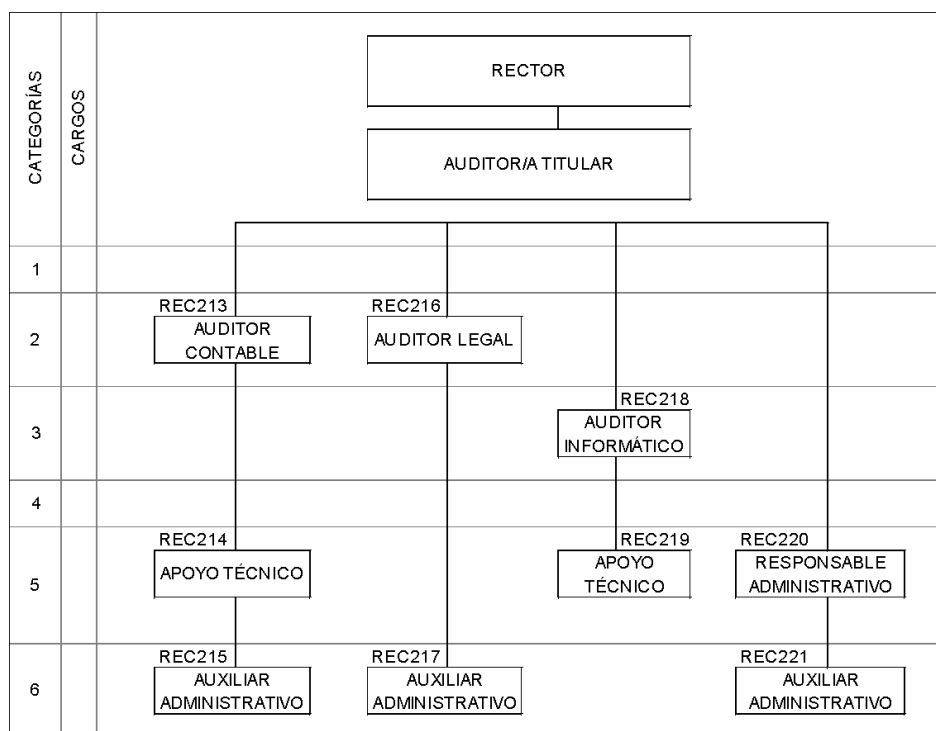 CATEGORÍAS
CARGOS
RECTOR
AUDITOR/A TITULAR
1
2
REC213
AUDITOR
CONTABLE
REC216
AUDITOR LEGAL
3
REC218
AUDITOR
INFORMÁTICO
4
5
REC214
APOYO TÉCNICO
REC219
APOYO
TÉCNICO
REC220
RESPONSABLE
ADMINISTRATIVO
6
REC215
AUXILIAR
ADMINISTRATIVO
REC217
AUXILIAR
ADMINISTRATIVO
REC221
AUXILIAR
ADMINISTRATIVO